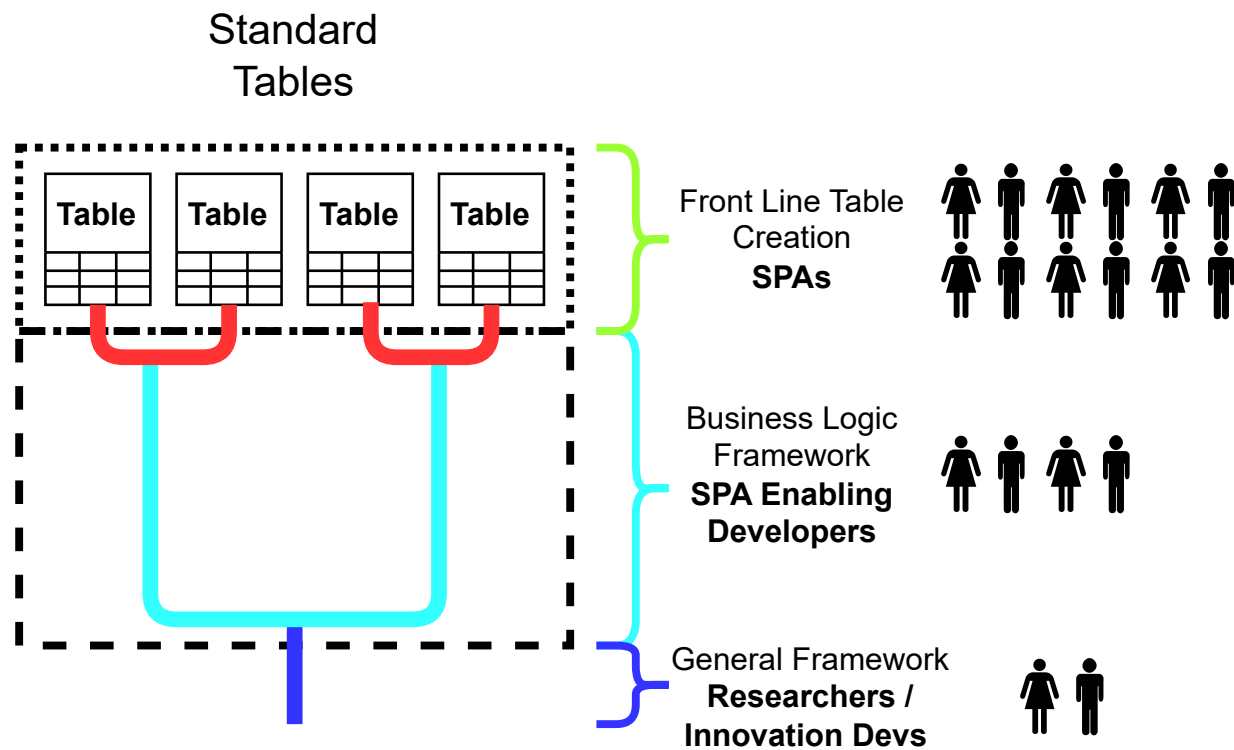 Standard
Tables
Table
Table
Table
Table
Front Line Table
Creation
SPAs
Business Logic
Framework
SPA Enabling
Developers
General Framework
Researchers /
Innovation Devs